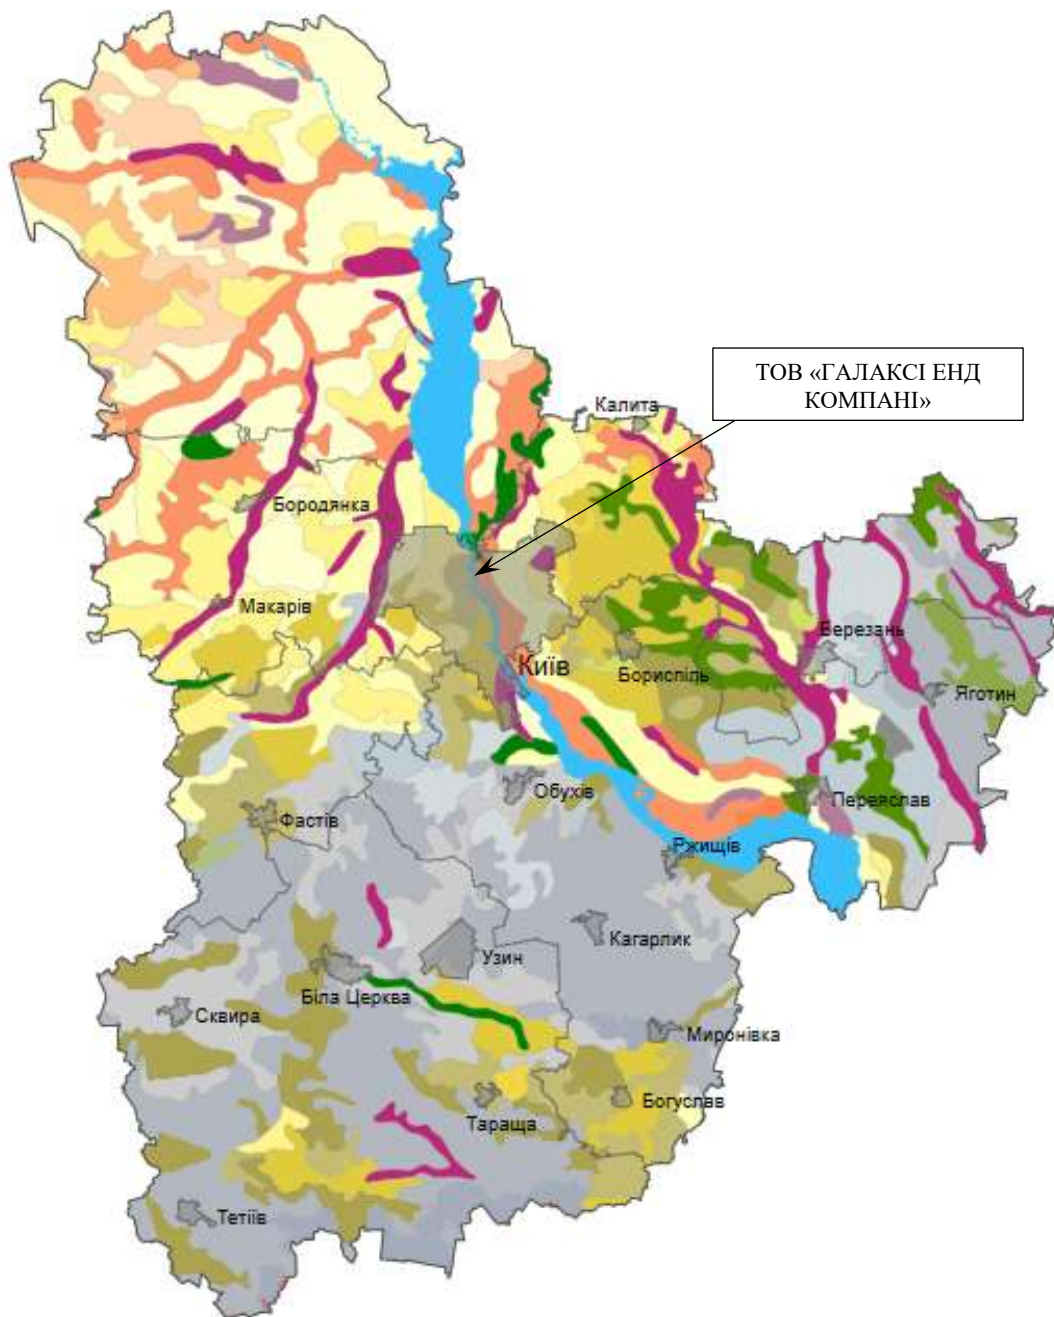 ТОВ «ГАЛАКСІ ЕНД
КОМПАНІ»
Калита
Бородянка
Макарів
Київ
Бориспіль
Березань
Яготин
Обухів
Переяслав
Фастів
Ржищів
Кагарлик
Узин
Біла Церква
Сквира
Миронівка
Богуслав
Тараща
Тетіїв